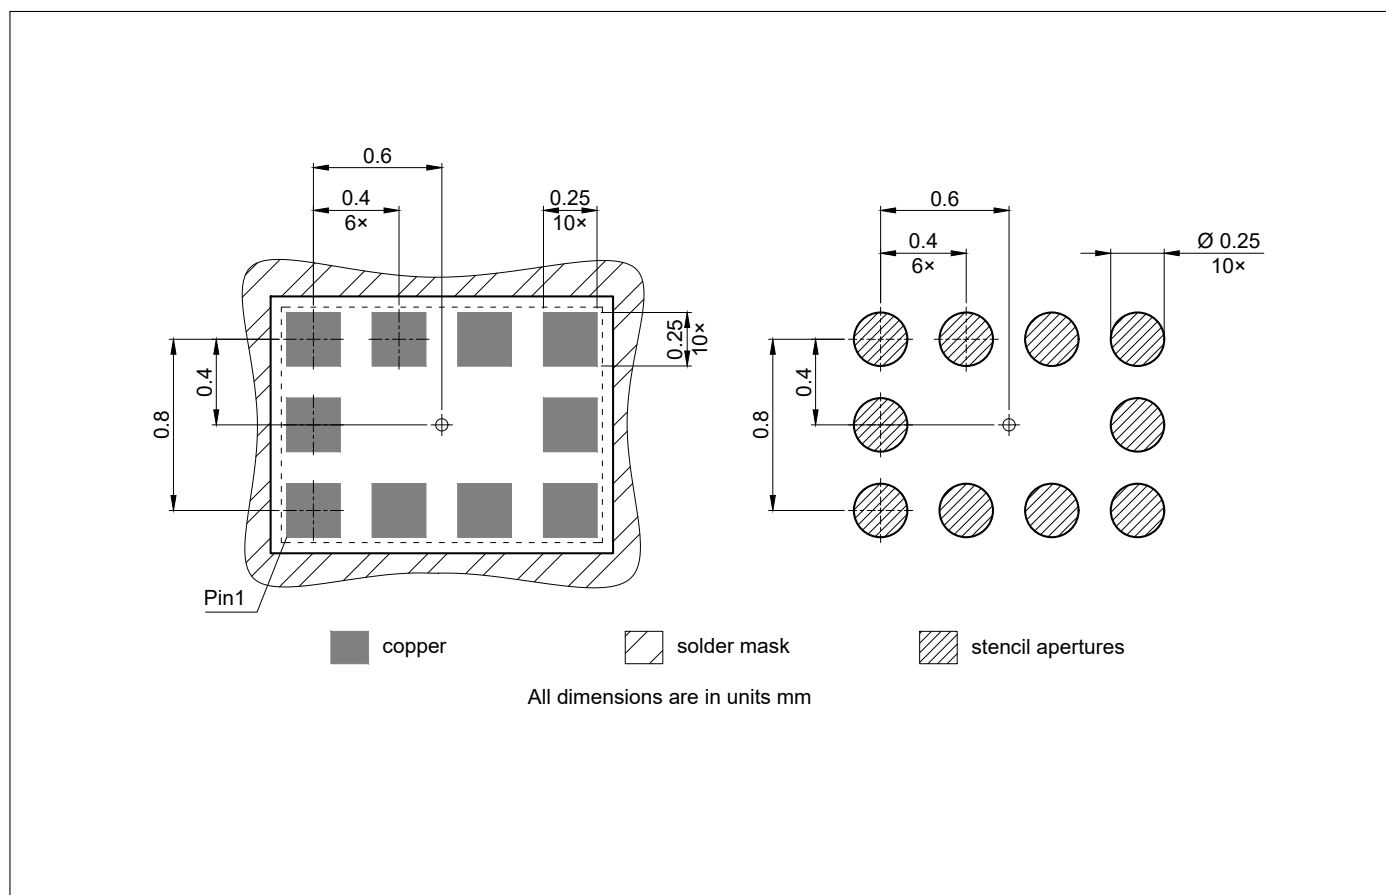 0.6
0.4
6×
0.25
10×
0.25
10×
0.8
0.4
Pin1
0.6
0.4
6×
Ø 0.25
10×
0.8
0.4
copper
solder mask
stencil apertures
All dimensions are in units mm